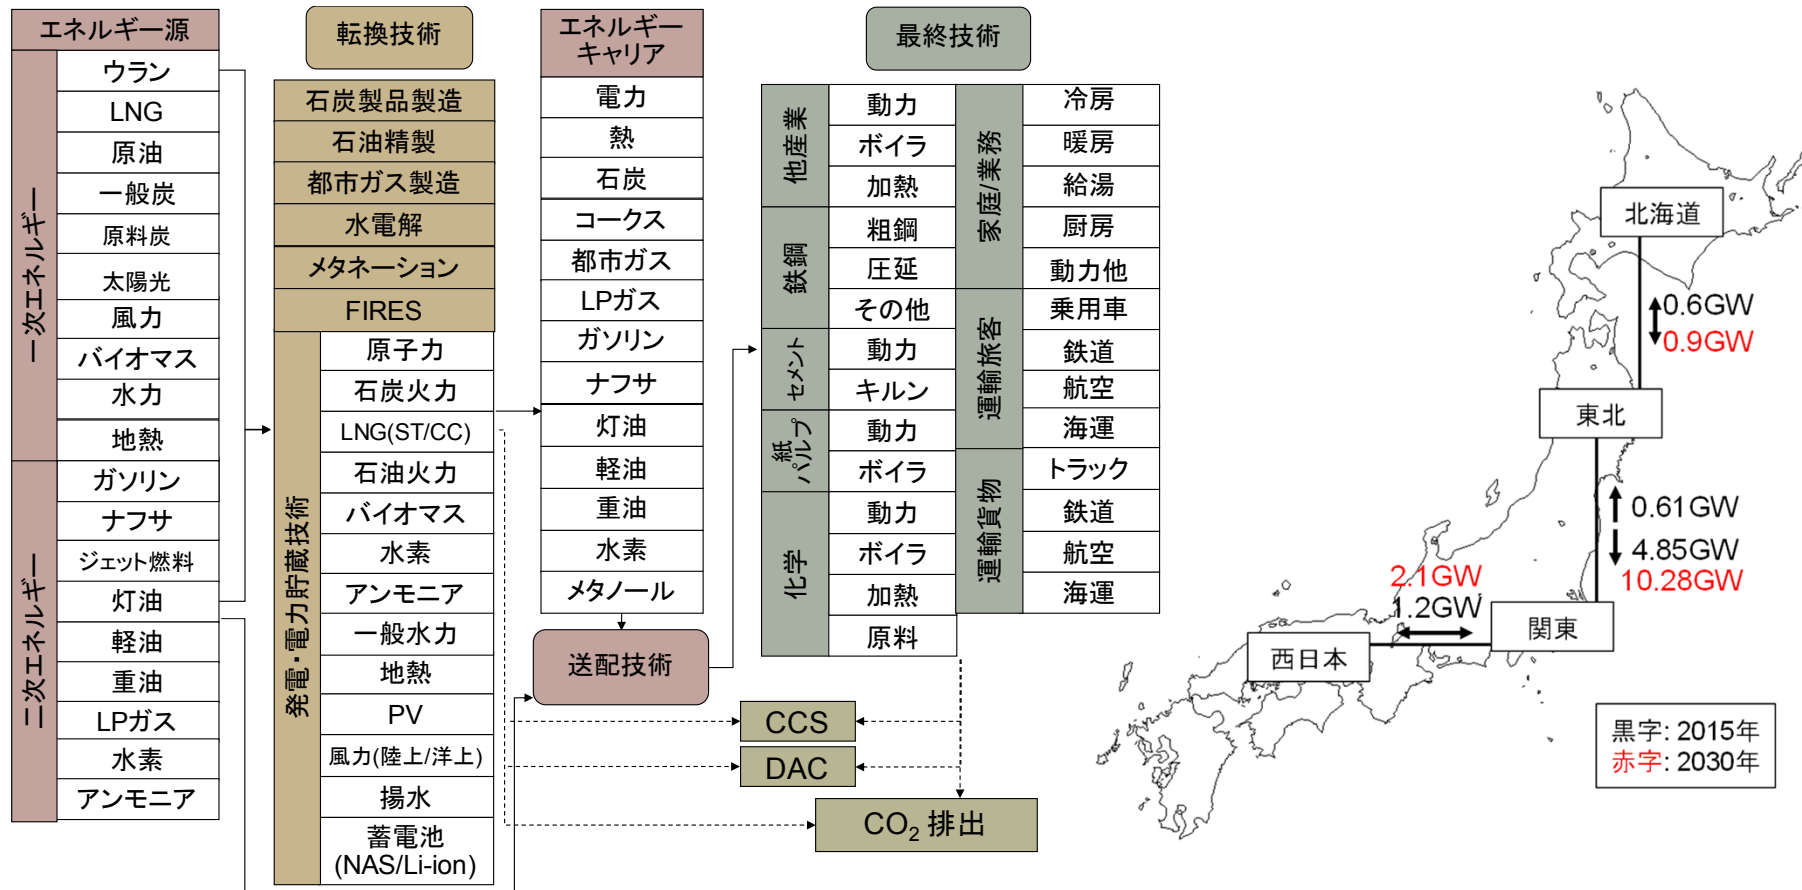 エネルギー源
一次エネルギー
ウラン
LNG
原油
一般炭
原料炭
太陽光
風力
バイオマス
水力
地熱
二次エネルギー
ガソリン
ナフサ
ジェット燃料
灯油
軽油
重油
LPガス
水素
アンモニア
転換技術
石炭製品製造
石油精製
都市ガス製造
水電解
メタネーション
FIRES
発電・電力貯蔵技術
原子力
石炭火力
LNG(ST/CC)
石油火力
バイオマス
水素
アンモニア
一般水力
地熱
PV
風力(陸上/洋上)
揚水
蓄電池
(NAS/Li-ion)
エネルギー
キャリア
電力
熱
石炭
コークス
都市ガス
LPガス
ガソリン
ナフサ
灯油
軽油
重油
水素
メタノール
送配技術
最終技術
他産業
動力
ボイラ
加熱
鉄鋼
粗鋼
圧延
その他
セメント
動力
キルン
紙
パルプ
動力
ボイラ
化学
動力
ボイラ
加熱
原料
家庭/業務
冷房
暖房
給湯
厨房
動力他
運輸旅客
乗用車
鉄道
航空
海運
運輸貨物
トラック
鉄道
航空
海運
CCS
DAC
CO₂ 排出
北海道
0.6GW
0.9GW
東北
0.61GW
4.85GW
10.28GW
2.1GW
1.2GW
関東
西日本
黒字: 2015年
赤字: 2030年